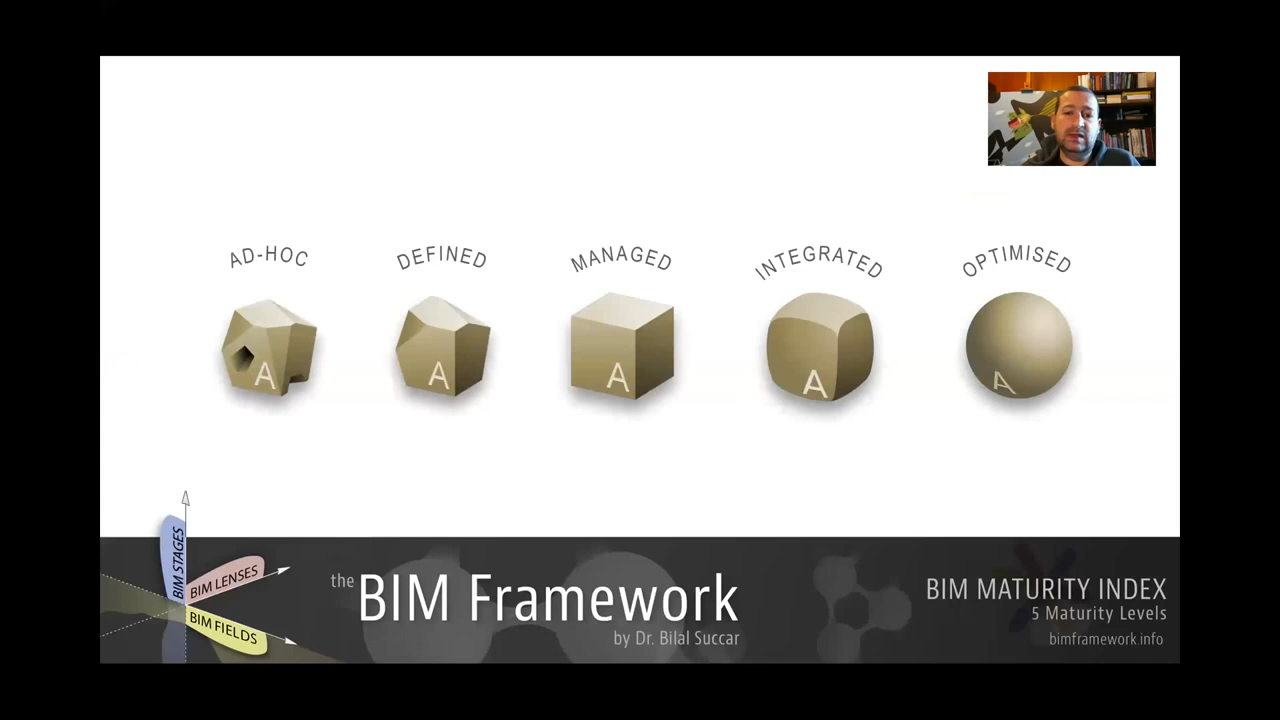 AD-HOC
DEFINED
MANAGED
INTEGRATED
OPTIMISED
A
A
A
A
A
BIM STAGES
BIM LENSES
BIM FIELDS
the BIM Framework
by Dr. Bilal Succar
BIM MATURITY INDEX
5 Maturity Levels
bimframework.info